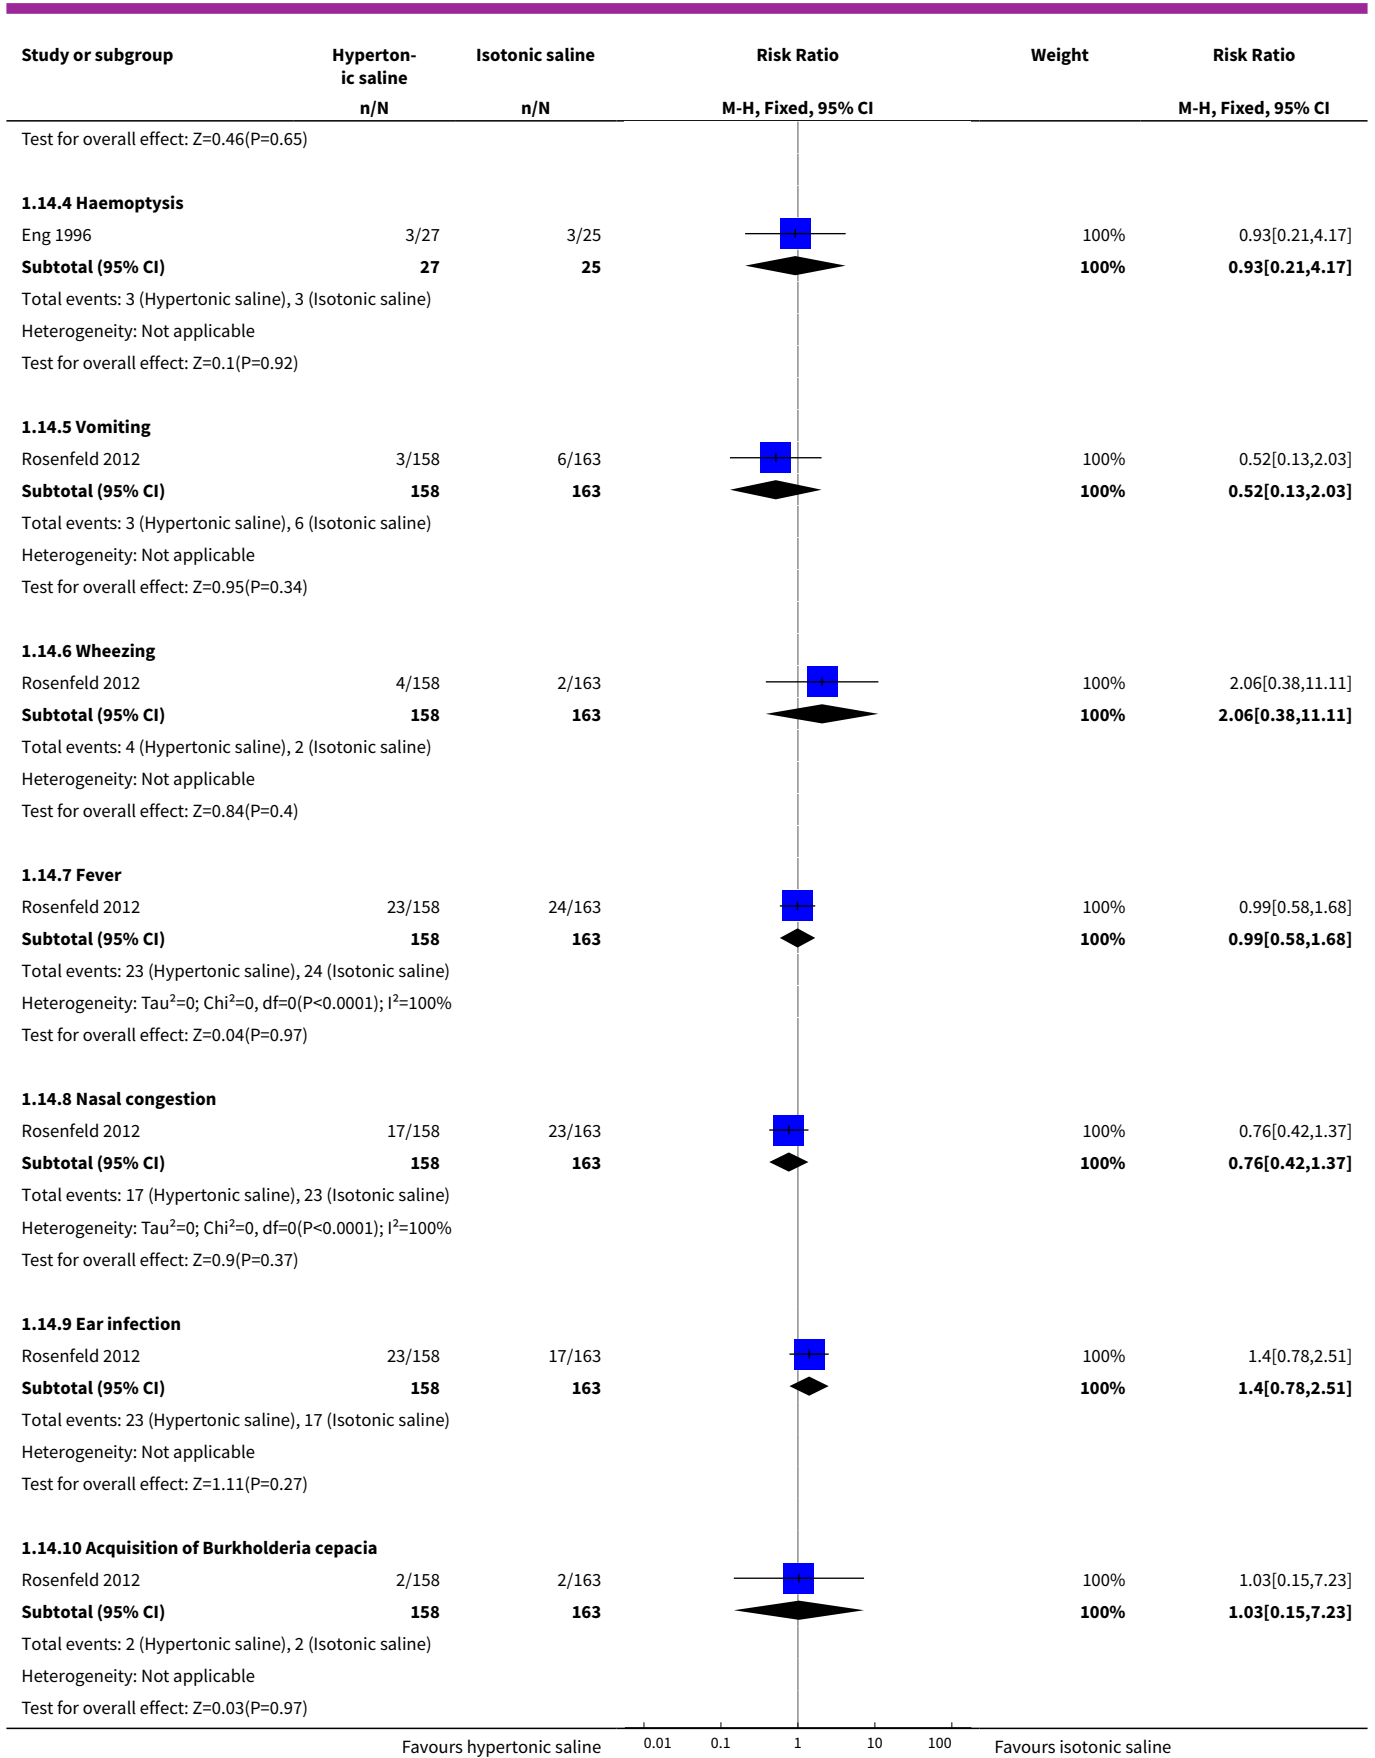 Study or subgroup Hyperton- Isotonic saline Risk Ratio Weight Risk Ratio
ic saline
n/N n/N M-H, Fixed, 95% CI M-H, Fixed, 95% CI
Test for overall effect: Z=0.46(P=0.65)
1.14.4 Haemoptysis
Eng 1996 3/27 3/25 100% 0.93[0.21,4.17]
Subtotal (95% CI) 27 25 100% 0.93[0.21,4.17]
Total events: 3 (Hypertonic saline), 3 (Isotonic saline)
Heterogeneity: Not applicable
Test for overall effect: Z=0.1(P=0.92)
1.14.5 Vomiting
Rosenfeld 2012 3/158 6/163 100% 0.52[0.13,2.03]
Subtotal (95% CI) 158 163 100% 0.52[0.13,2.03]
Total events: 3 (Hypertonic saline), 6 (Isotonic saline)
Heterogeneity: Not applicable
Test for overall effect: Z=0.95(P=0.34)
1.14.6 Wheezing
Rosenfeld 2012 4/158 2/163 100% 2.06[0.38,11.11]
Subtotal (95% CI) 158 163 100% 2.06[0.38,11.11]
Total events: 4 (Hypertonic saline), 2 (Isotonic saline)
Heterogeneity: Not applicable
Test for overall effect: Z=0.84(P=0.4)
1.14.7 Fever
Rosenfeld 2012 23/158 24/163 100% 0.99[0.58,1.68]
Subtotal (95% CI) 158 163 100% 0.99[0.58,1.68]
Total events: 23 (Hypertonic saline), 24 (Isotonic saline)
Heterogeneity: Tau²=0; Chi²=0, df=0(P<0.0001); I²=100%
Test for overall effect: Z=0.04(P=0.97)
1.14.8 Nasal congestion
Rosenfeld 2012 17/158 23/163 100% 0.76[0.42,1.37]
Subtotal (95% CI) 158 163 100% 0.76[0.42,1.37]
Total events: 17 (Hypertonic saline), 23 (Isotonic saline)
Heterogeneity: Tau²=0; Chi²=0, df=0(P<0.0001); I²=100%
Test for overall effect: Z=0.9(P=0.37)
1.14.9 Ear infection
Rosenfeld 2012 23/158 17/163 100% 1.4[0.78,2.51]
Subtotal (95% CI) 158 163 100% 1.4[0.78,2.51]
Total events: 23 (Hypertonic saline), 17 (Isotonic saline)
Heterogeneity: Not applicable
Test for overall effect: Z=1.11(P=0.27)
1.14.10 Acquisition of Burkholderia cepacia
Rosenfeld 2012 2/158 2/163 100% 1.03[0.15,7.23]
Subtotal (95% CI) 158 163 100% 1.03[0.15,7.23]
Total events: 2 (Hypertonic saline), 2 (Isotonic saline)
Heterogeneity: Not applicable
Test for overall effect: Z=0.03(P=0.97)
Favours hypertonic saline 0.01 0.1 1 10 100 Favours isotonic saline